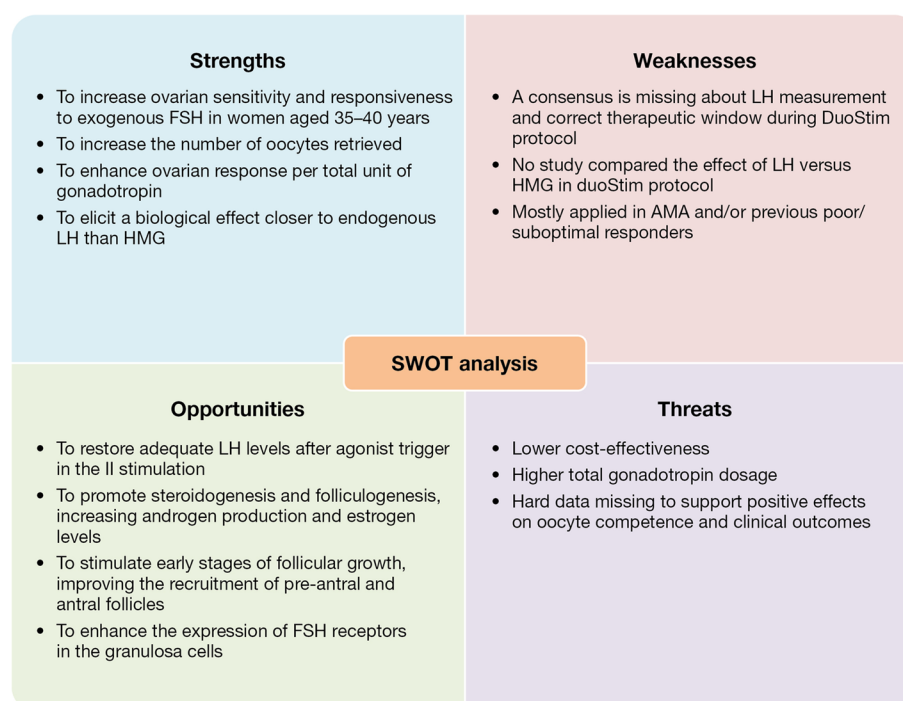 Strengths
• To increase ovarian sensitivity and responsiveness
to exogenous FSH in women aged 35–40 years
• To increase the number of oocytes retrieved
• To enhance ovarian response per total unit of
gonadotropin
• To elicit a biological effect closer to endogenous
LH than HMG
Weaknesses
• A consensus is missing about LH measurement
and correct therapeutic window during DuoStim
protocol
• No study compared the effect of LH versus
HMG in duoStim protocol
• Mostly applied in AMA and/or previous poor/
suboptimal responders
SWOT analysis
Opportunities
• To restore adequate LH levels after agonist trigger
in the II stimulation
• To promote steroidogenesis and folliculogenesis,
increasing androgen production and estrogen
levels
• To stimulate early stages of follicular growth,
improving the recruitment of pre-antral and
antral follicles
• To enhance the expression of FSH receptors
in the granulosa cells
Threats
• Lower cost-effectiveness
• Higher total gonadotropin dosage
• Hard data missing to support positive effects
on oocyte competence and clinical outcomes